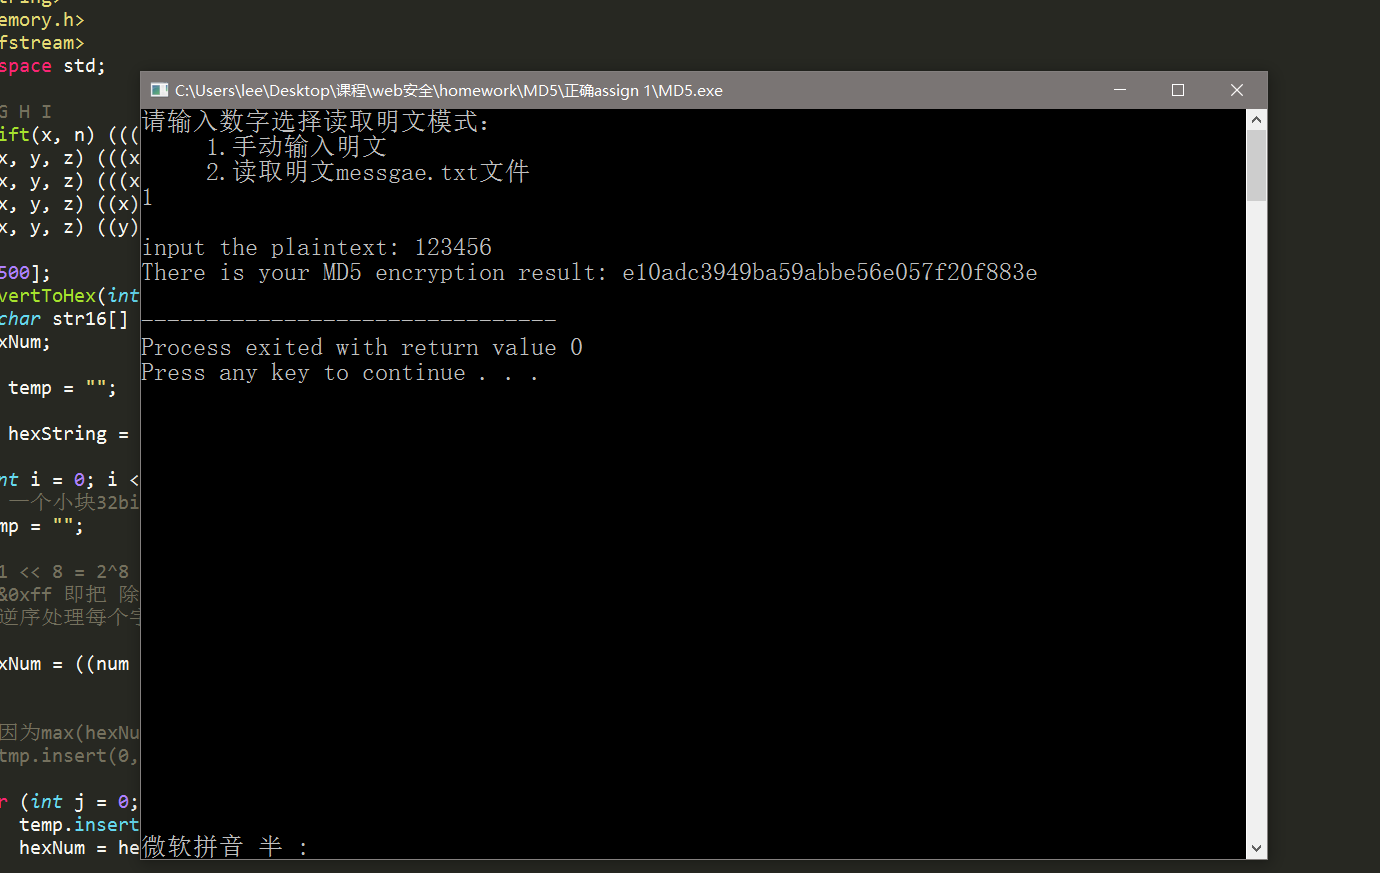 emory.h>
fstream>
space std;
G H I
ift(x, n) (((
x, y, z) (((x
x, y, z) (((x
x, y, z) ((x)
x, y, z) ((y)
500];
vertToHex(int
char str16[]
xNum;
temp = "";
hexString =
nt i = 0; i <
一个小块32bi
mp = "";
1 << 8 = 2^8
&0xff 即把 除
逆序处理每个字
xNum = ((num
因为max(hexNu
tmp.insert(0,
r (int j = 0;
temp.insert
hexNum = he
C:\Users\lee\Desktop\课程\web安全\homework\MD5\正确assign 1\MD5.exe
请输入数字选择读取明文模式:
1.手动输入明文
2.读取明文messgae.txt文件
1
input the plaintext: 123456
There is your MD5 encryption result: e10adc3949ba59abbe56e057f20f883e
--------------------------------
Process exited with return value 0
Press any key to continue . . .
微软拼音 半 :